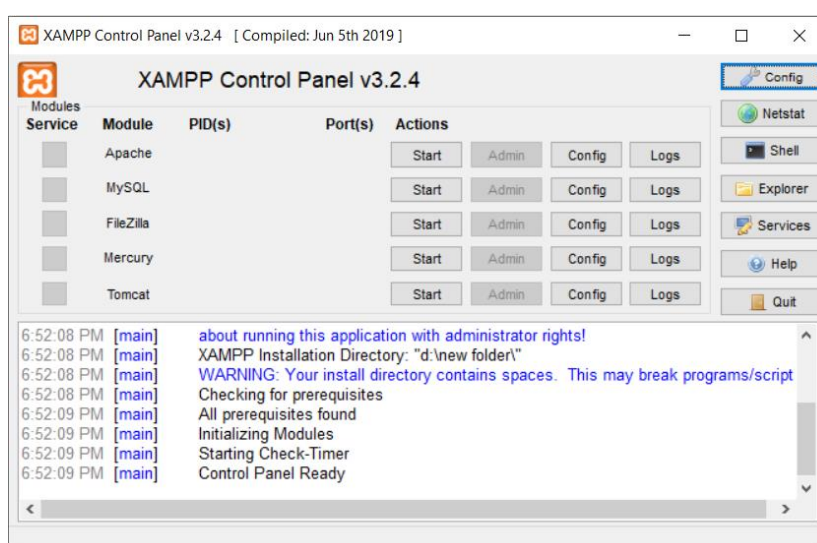 XAMPP Control Panel v3.2.4 [ Compiled: Jun 5th 2019 ]
XAMPP Control Panel v3.2.4
Config
Modules
Service Module PID(s) Port(s) Actions
Netstat
Apache Start Admin Config Logs
Shell
MySQL Start Admin Config Logs
Explorer
FileZilla Start Admin Config Logs
Services
Mercury Start Admin Config Logs
Help
Tomcat Start Admin Config Logs
Quit
6:52:08 PM [main] about running this application with administrator rights!
6:52:08 PM [main] XAMPP Installation Directory: "d:\new folder\"
6:52:08 PM [main] WARNING: Your install directory contains spaces. This may break programs/script
6:52:08 PM [main] Checking for prerequisites
6:52:09 PM [main] All prerequisites found
6:52:09 PM [main] Initializing Modules
6:52:09 PM [main] Starting Check-Timer
6:52:09 PM [main] Control Panel Ready